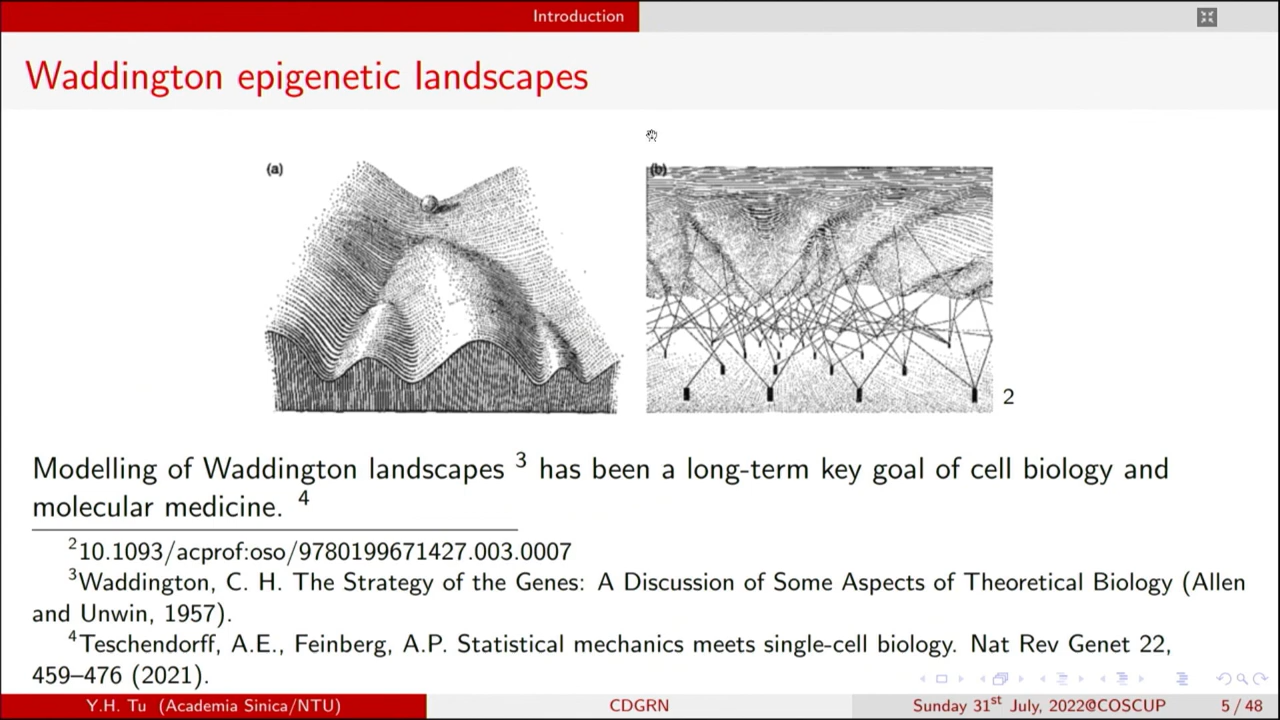 Introduction
Waddington epigenetic landscapes
(a)
(b)
2
Modelling of Waddington landscapes 3 has been a long-term key goal of cell biology and
molecular medicine. 4
2 10.1093/acprof:oso/9780199671427.003.0007
3 Waddington, C. H. The Strategy of the Genes: A Discussion of Some Aspects of Theoretical Biology (Allen
and Unwin, 1957).
4 Teschendorff, A.E., Feinberg, A.P. Statistical mechanics meets single-cell biology. Nat Rev Genet 22,
459–476 (2021).
Y.H. Tu (Academia Sinica/NTU) CDGRN Sunday 31st July, 2022@COSCUP 5 / 48